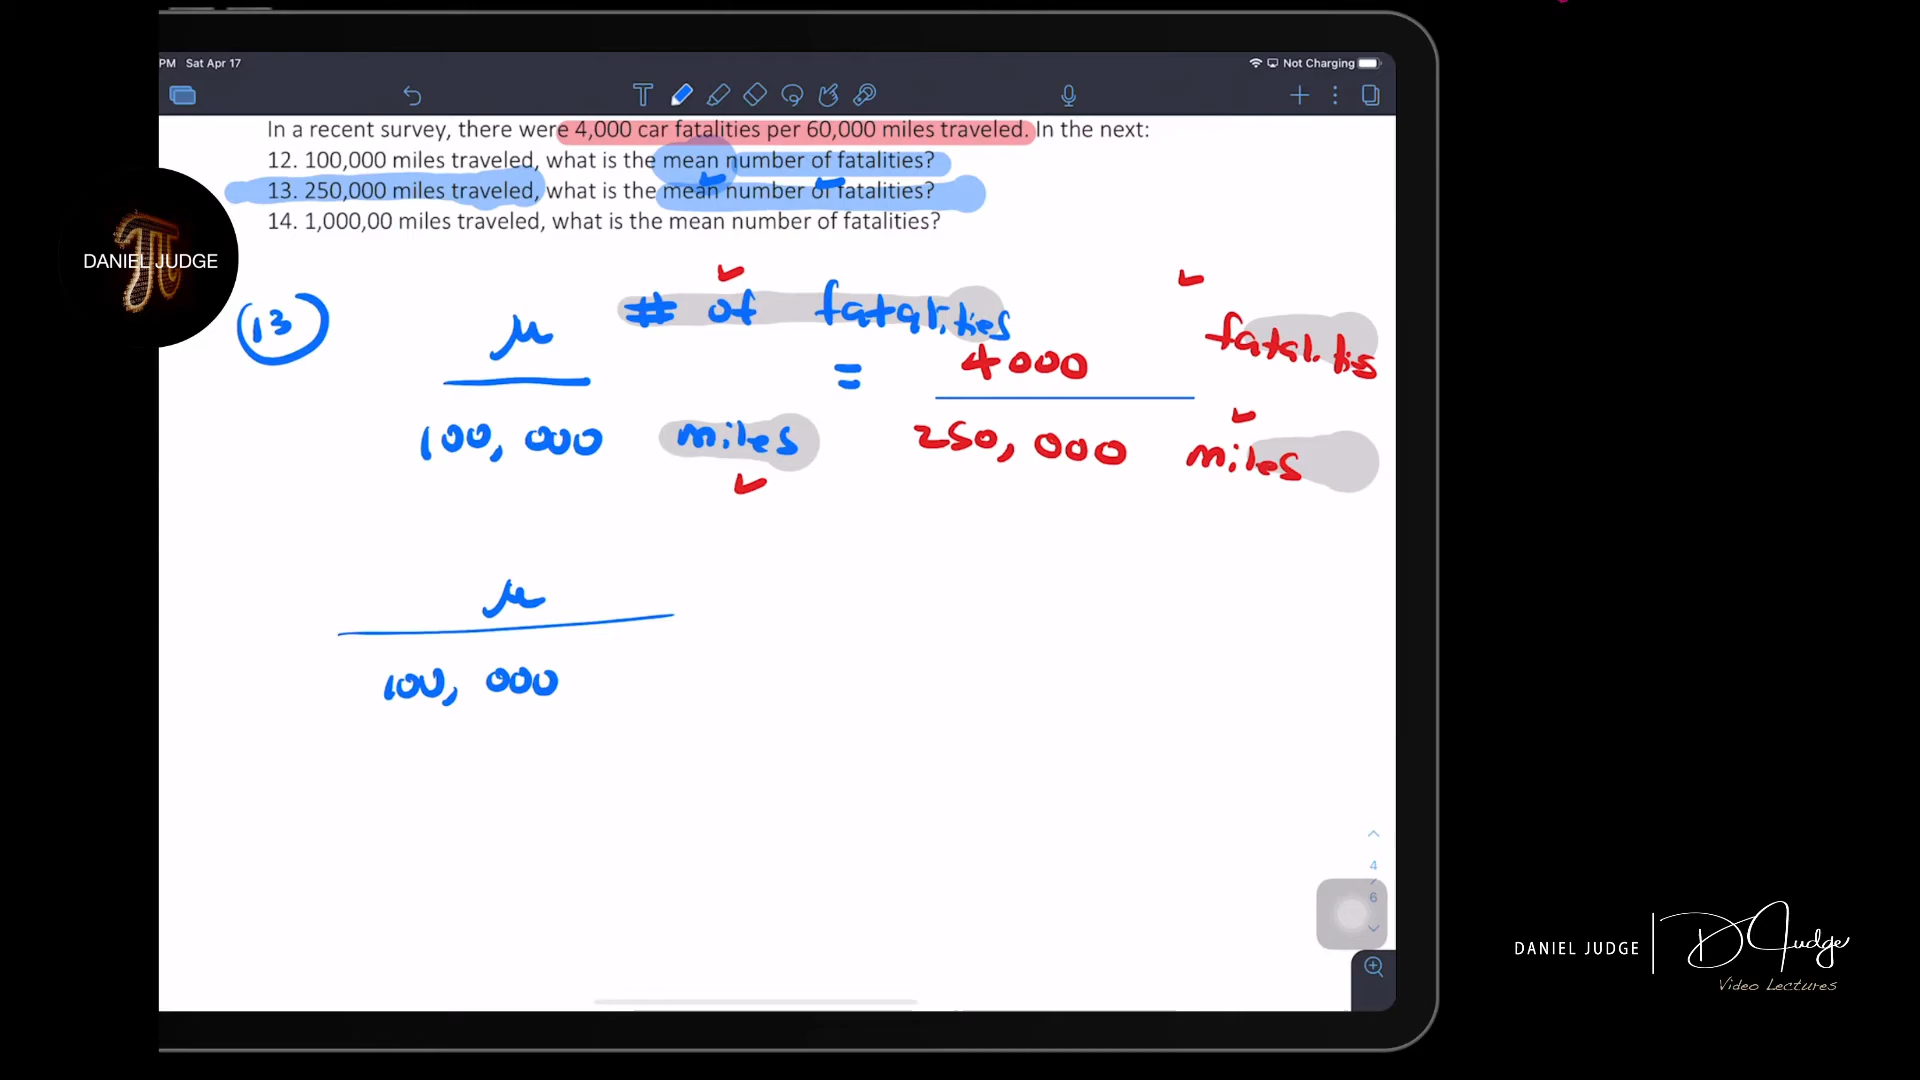 PM Sat Apr 17
Not Charging
In a recent survey, there were 4,000 car fatalities per 60,000 miles traveled. In the next:
12. 100,000 miles traveled, what is the mean number of fatalities?
13. 250,000 miles traveled, what is the mean number of fatalities?
14. 1,000,00 miles traveled, what is the mean number of fatalities?
DANIEL JUDGE
13
μ # of fatalities = 4000 fatalities
100,000 miles 250,000 miles
μ
100,000
4
/
6
DANIEL JUDGE
DJudge
Video Lectures